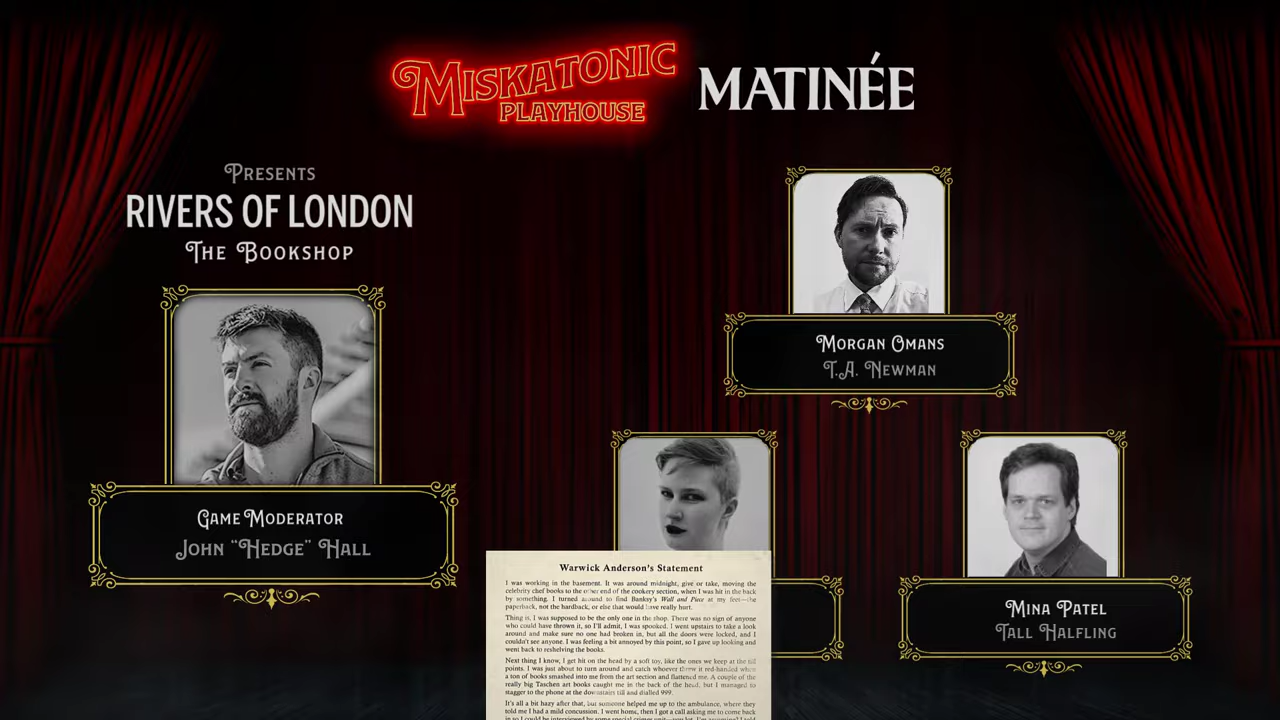 MISKATONIC
PLAYHOUSE
MATINÉE
PRESENTS
RIVERS OF LONDON
THE BOOKSHOP
GAME MODERATOR
JOHN “HEDGE” HALL
MORGAN OMANS
T.A. NEWMAN
MINA PATEL
TALL HALFLING
Warwick Anderson's Statement
I was working in the basement. It was around midnight, give or take, moving the
celebrity chef books to the other end of the cookery section, when I was hit in the back
by something. I turned around to find Banksy's Wall and Piece at my feet—the
paperback, not the hardback, or else that would have really hurt.
Thing is, I was supposed to be the only one in the shop. There was no sign of anyone
who could have thrown it, so I'll admit, I was spooked. I went upstairs to take a look
around and make sure no one had broken in, but all the doors were locked, and I
couldn't see anyone. I was feeling a bit annoyed by this point, so I gave up looking and
went back to reshelving the books.
Next thing I know, I get hit on the head by a soft toy, like the ones we keep at the till
points. I was just about to turn around and catch whoever threw it red-handed when
a ton of books smashed into me from the art section and flattened me. A couple of the
really big Taschen art books caught me in the back of the head, but I managed to
stagger to the phone at the downstairs till and dialled 999.
It's all a bit hazy after that, but someone helped me up to the ambulance, where they
told me I had a mild concussion. I went home, then I got a call asking me to come back